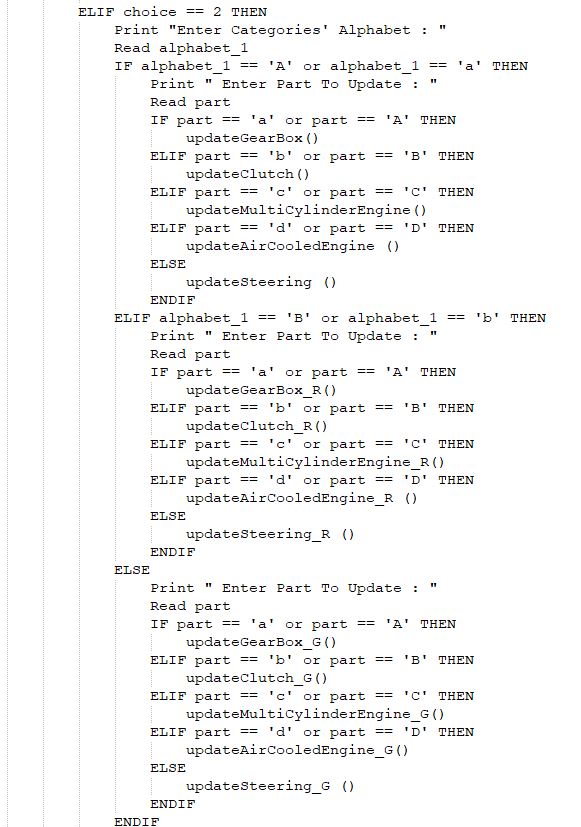 ELIF choice == 2 THEN
Print "Enter Categories' Alphabet : "
Read alphabet_1
IF alphabet_1 == 'A' or alphabet_1 == 'a' THEN
Print " Enter Part To Update : "
Read part
IF part == 'a' or part == 'A' THEN
updateGearBox()
ELIF part == 'b' or part == 'B' THEN
updateClutch()
ELIF part == 'c' or part == 'C' THEN
updateMultiCylinderEngine()
ELIF part == 'd' or part == 'D' THEN
updateAirCooledEngine ()
ELSE
updateSteering ()
ENDIF
ELIF alphabet_1 == 'B' or alphabet_1 == 'b' THEN
Print " Enter Part To Update : "
Read part
IF part == 'a' or part == 'A' THEN
updateGearBox_R()
ELIF part == 'b' or part == 'B' THEN
updateClutch_R()
ELIF part == 'c' or part == 'C' THEN
updateMultiCylinderEngine_R()
ELIF part == 'd' or part == 'D' THEN
updateAirCooledEngine_R ()
ELSE
updateSteering_R ()
ENDIF
ELSE
Print " Enter Part To Update : "
Read part
IF part == 'a' or part == 'A' THEN
updateGearBox_G()
ELIF part == 'b' or part == 'B' THEN
updateClutch_G()
ELIF part == 'c' or part == 'C' THEN
updateMultiCylinderEngine_G()
ELIF part == 'd' or part == 'D' THEN
updateAirCooledEngine_G()
ELSE
updateSteering_G ()
ENDIF
ENDIF